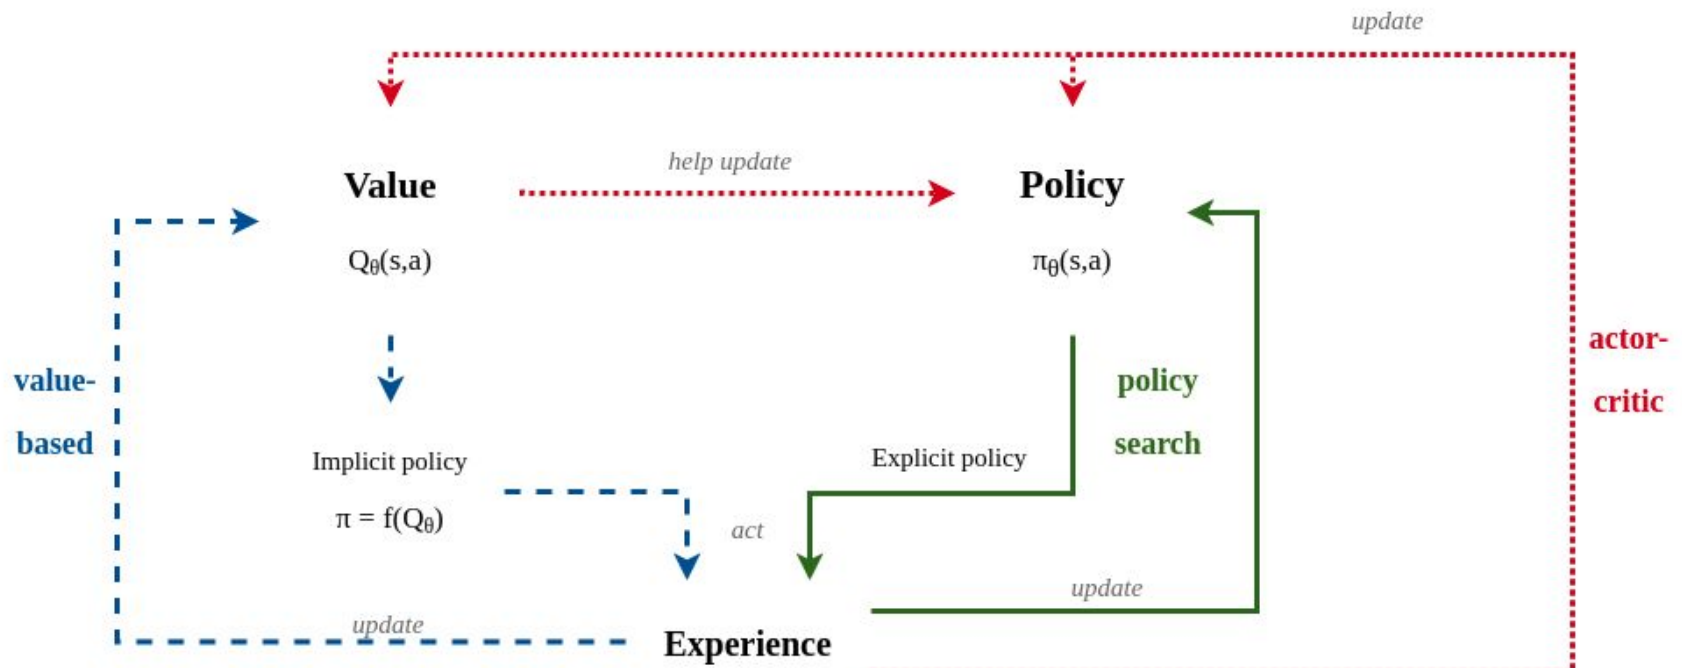 update
help update
Value
Policy
Qθ(s,a)
πθ(s,a)
value-
based
policy
search
actor-
critic
Implicit policy
π = f(Qθ)
Explicit policy
act
update
update
Experience